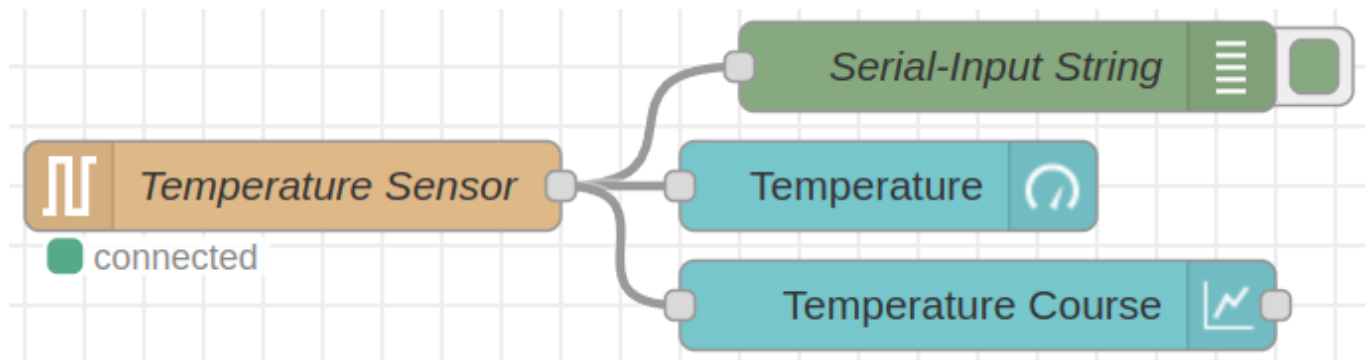 Serial-Input String
Temperature Sensor
Temperature
connected
Temperature Course